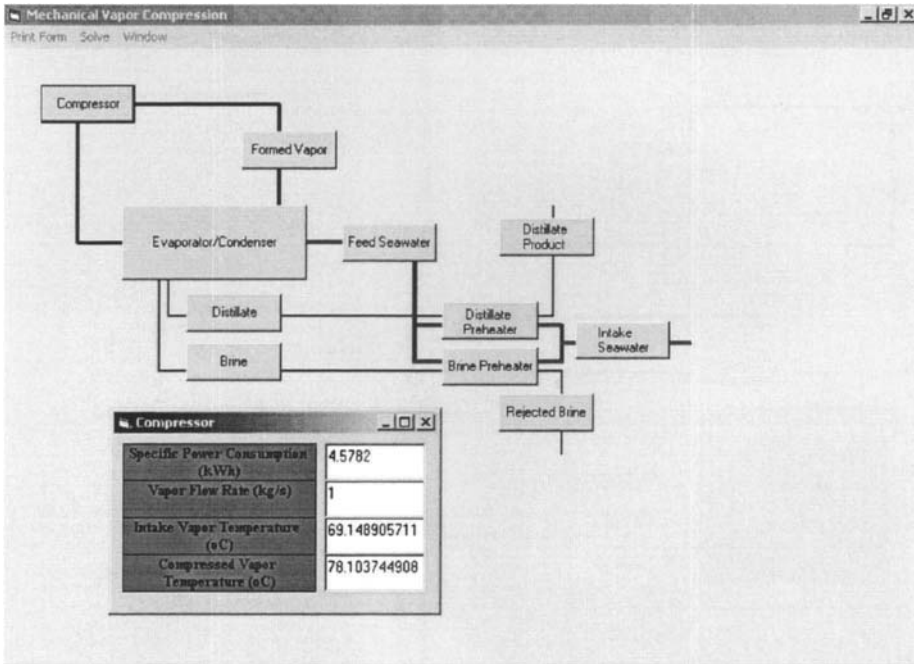 Mechanical Vapor Compression
Print Form Solve Window
Compressor
Formed Vapor
Evaporator/Condenser
Feed Seawater
Distillate
Product
Distillate
Distillate
Preheater
Intake
Seawater
Brine
Brine Preheater
Rejected Brine
Compressor
Specific Power Consumption
(kWh)
4.5782
Vapor Flow Rate (kg/s)
1
Intake Vapor Temperature
(oC)
69.148905711
Compressed Vapor
Temperature (oC)
78.103744908